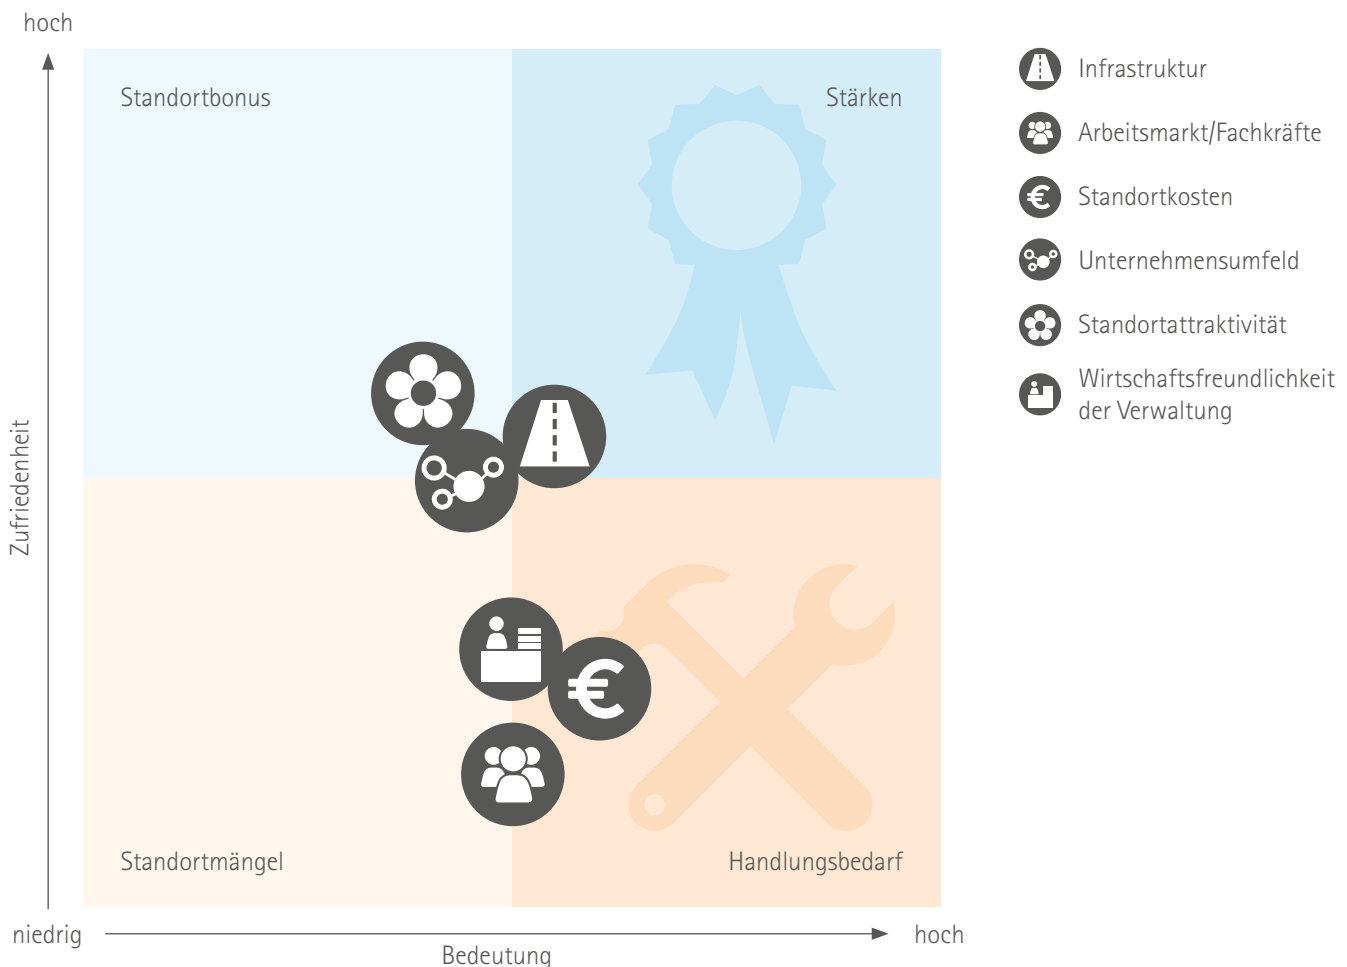 hoch
Standortbonus
Stärken
Zufriedenheit
Standortmängel
Handlungsbedarf
niedrig
hoch
Bedeutung
Infrastruktur
Arbeitsmarkt/Fachkräfte
€
Standortkosten
Unternehmensumfeld
Standortattraktivität
Wirtschaftsfreundlichkeit
der Verwaltung
€